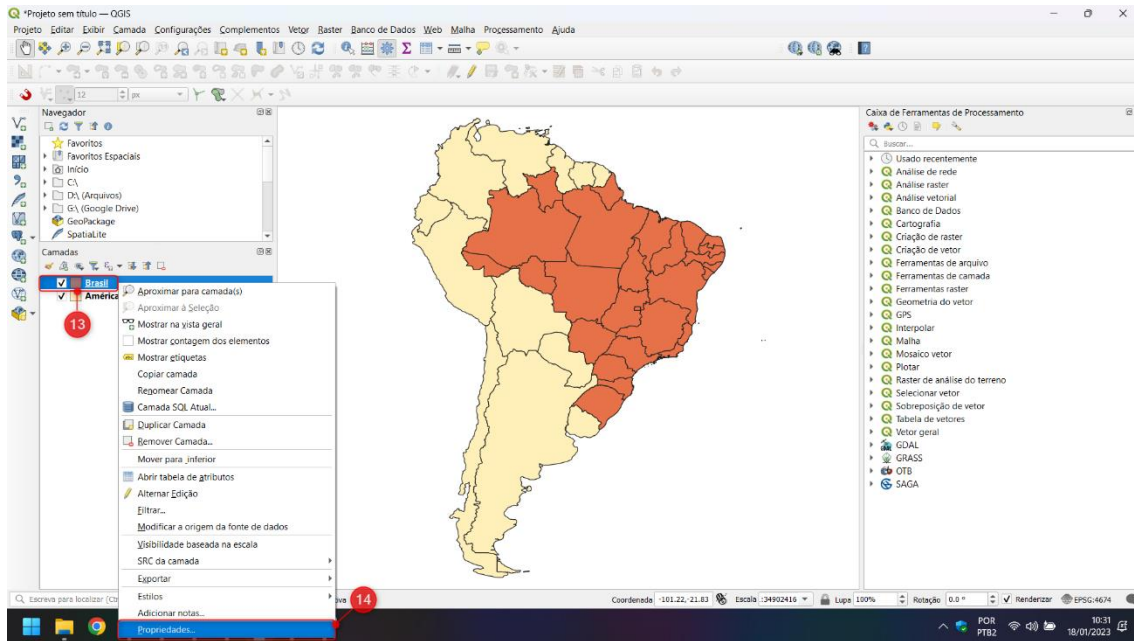 *Projeto sem título — QGIS
Projeto Editar Exibir Camada Configurações Complementos Vetor Raster Banco de Dados Web Malha Processamento Ajuda
12 px
Navegador
Favoritos
Favoritos Espaciais
Início
C:\
D:\ (Arquivos)
G:\ (Google Drive)
GeoPackage
SpatiaLite
Camadas
Brasil
América
13
Aproximar para camada(s)
Aproximar à Seleção
Mostrar na vista geral
Mostrar contagem dos elementos
Mostrar etiquetas
Copiar camada
Renomear Camada
Camada SQL Atual...
Duplicar Camada
Remover Camada...
Mover para_inferior
Abrir tabela de atributos
Alternar Edição
Filtrar...
Modificar a origem da fonte de dados
Visibilidade baseada na escala
SRC da camada
Exportar
Estilos
Adicionar notas...
Propriedades...
14
Caixa de Ferramentas de Processamento
Buscar...
Usado recentemente
Análise de rede
Análise raster
Análise vetorial
Banco de Dados
Cartografia
Criação de raster
Criação de vetor
Ferramentas de arquivo
Ferramentas de camada
Ferramentas raster
Geometria do vetor
GPS
Interpolar
Malha
Mosaico vetor
Plotar
Raster de análise do terreno
Selecionar vetor
Sobreposição de vetor
Tabela de vetores
Vetor geral
GDAL
GRASS
OTB
SAGA
Escreva para localizar (Ct
Coordenada -101.22,-21.83 Escala :34902416 Lupa 100% Rotação 0.0 ° Renderizar EPSG:4674
POR
PTB2
10:31
18/01/2023